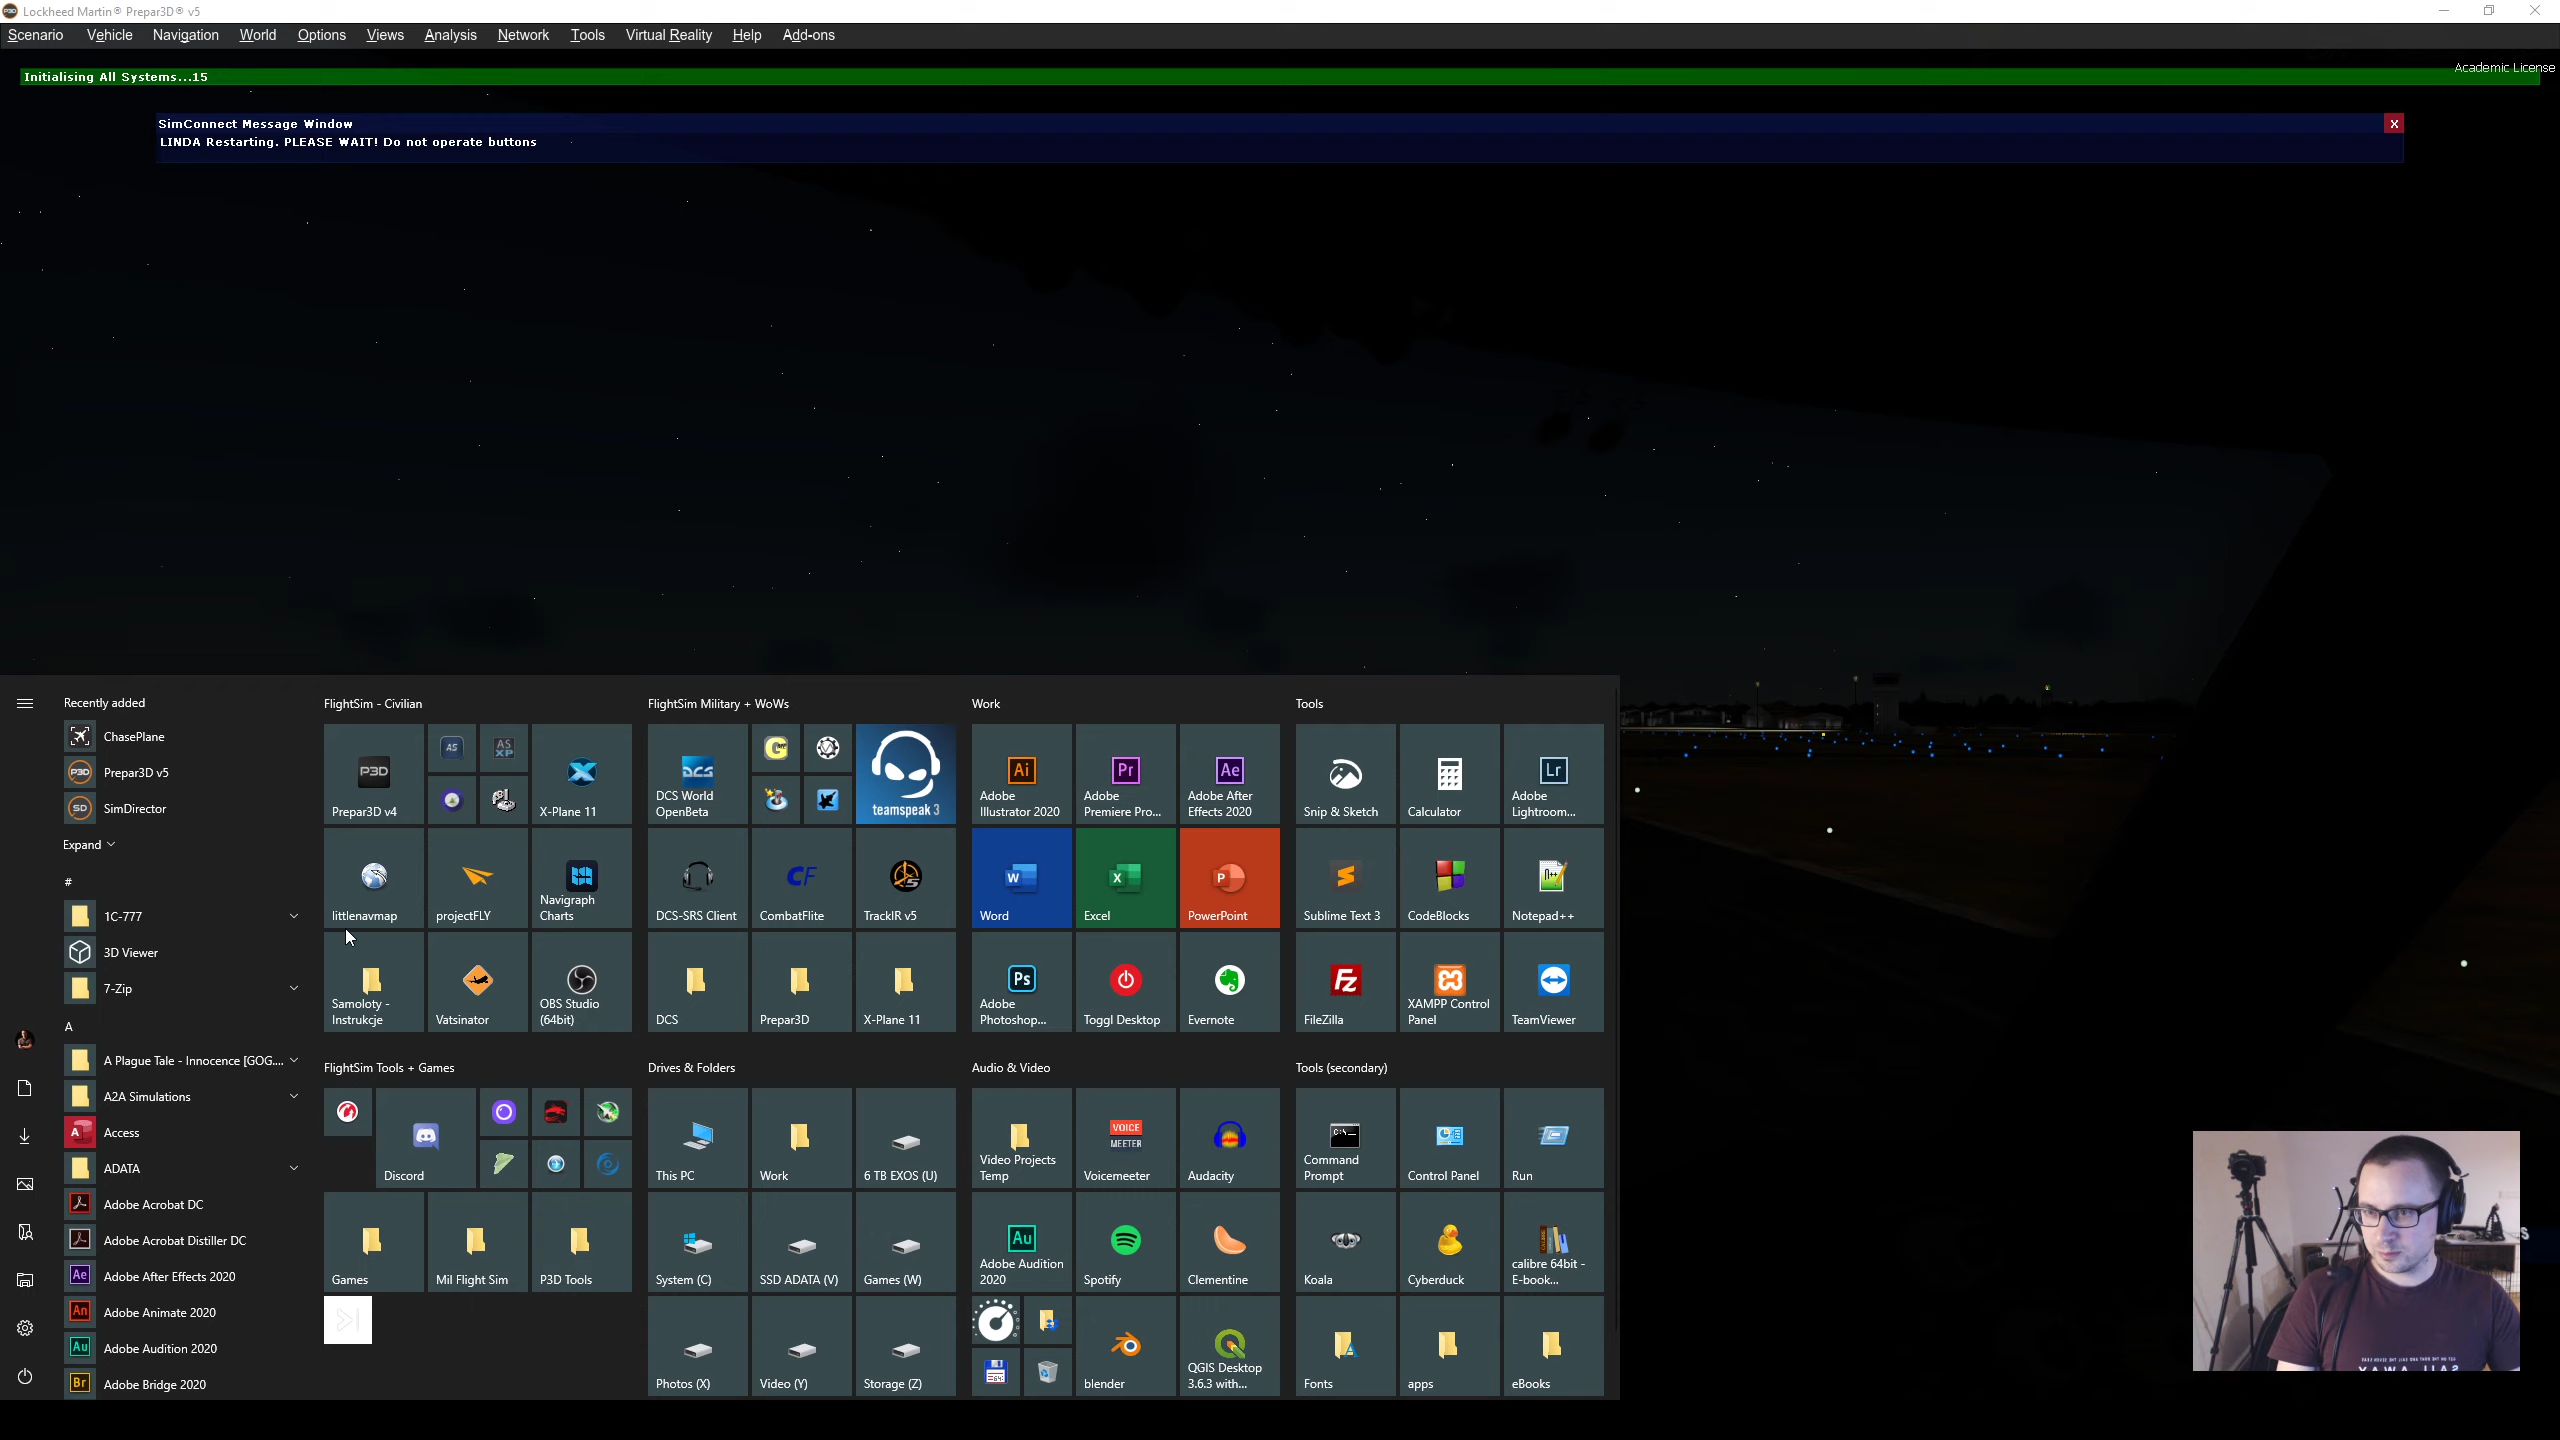 Lockheed Martin® Prepar3D® v5
Scenario Vehicle Navigation World Options Views Analysis Network Tools Virtual Reality Help Add-ons
Initialising All Systems...15
Academic License
SimConnect Message Window
X
LINDA Restarting. PLEASE WAIT! Do not operate buttons
Recently added
ChasePlane
Prepar3D v5
SimDirector
Expand
#
1C-777
3D Viewer
7-Zip
A
A Plague Tale - Innocence [GOG....
A2A Simulations
Access
ADATA
Adobe Acrobat DC
Adobe Acrobat Distiller DC
Adobe After Effects 2020
Adobe Animate 2020
Adobe Audition 2020
Adobe Bridge 2020
FlightSim - Civilian
Prepar3D v4
X-Plane 11
littlenavmap
projectFLY
Navigraph
Charts
Samoloty -
Instrukcje
Vatsinator
OBS Studio
(64bit)
FlightSim Military + WoWs
DCS World
OpenBeta
teamspeak 3
DCS-SRS Client
CombatFlite
TrackIR v5
DCS
Prepar3D
X-Plane 11
Work
Adobe
Illustrator 2020
Adobe
Premiere Pro...
Adobe After
Effects 2020
Word
Excel
PowerPoint
Adobe
Photoshop...
Toggl Desktop
Evernote
Tools
Snip & Sketch
Calculator
Adobe
Lightroom...
Sublime Text 3
CodeBlocks
Notepad++
FileZilla
XAMPP Control
Panel
TeamViewer
FlightSim Tools + Games
Discord
Games
Mil Flight Sim
P3D Tools
Drives & Folders
This PC
Work
6 TB EXOS (U)
System (C)
SSD ADATA (V)
Games (W)
Photos (X)
Video (Y)
Storage (Z)
Audio & Video
Video Projects
Temp
VOICE
MEETER
Voicemeeter
Audacity
Adobe Audition
2020
Spotify
Clementine
blender
QGIS Desktop
3.6.3 with...
Tools (secondary)
Command
Prompt
Control Panel
Run
Koala
Cyberduck
calibre 64bit -
E-book...
Fonts
apps
eBooks